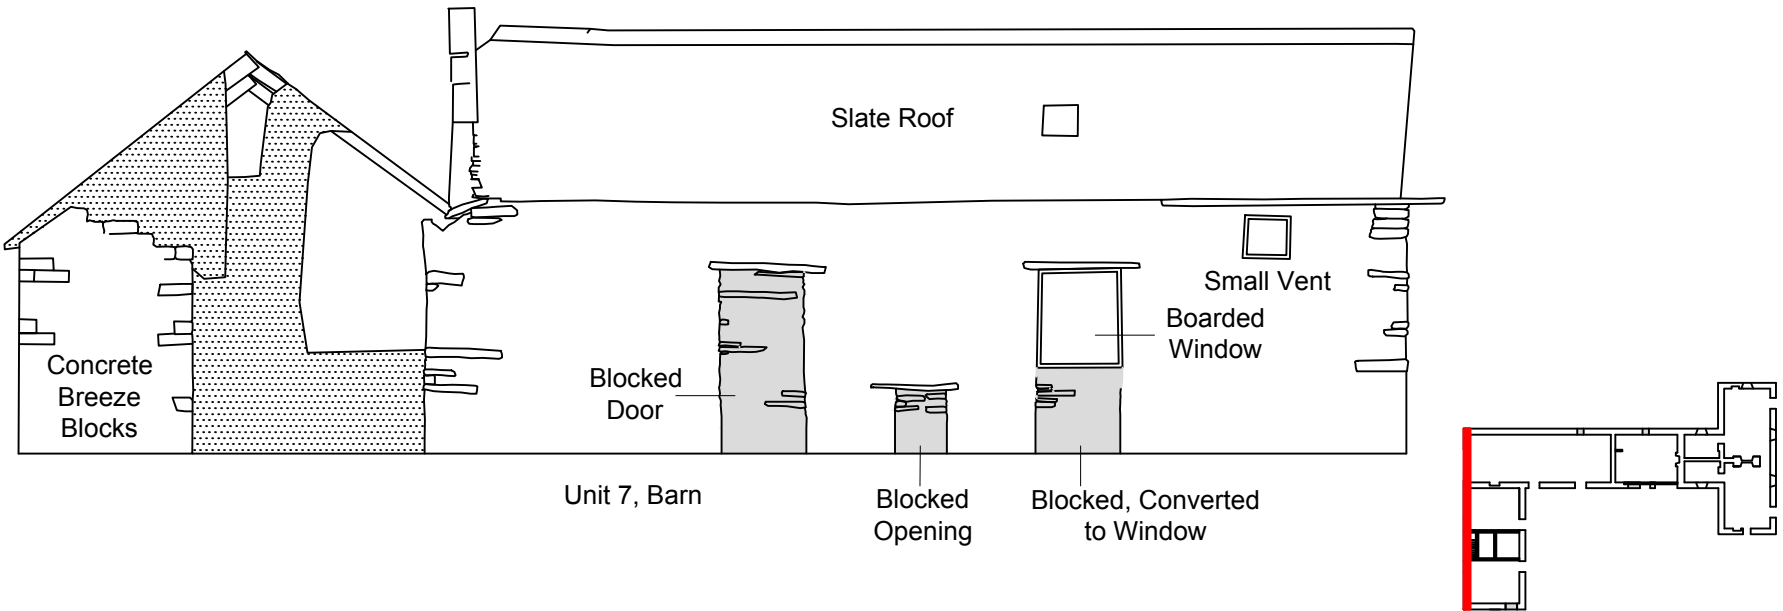 Slate Roof
Small Vent
Boarded
Window
Concrete
Breeze
Blocks
Blocked
Door
Unit 7, Barn
Blocked
Opening
Blocked, Converted
to Window